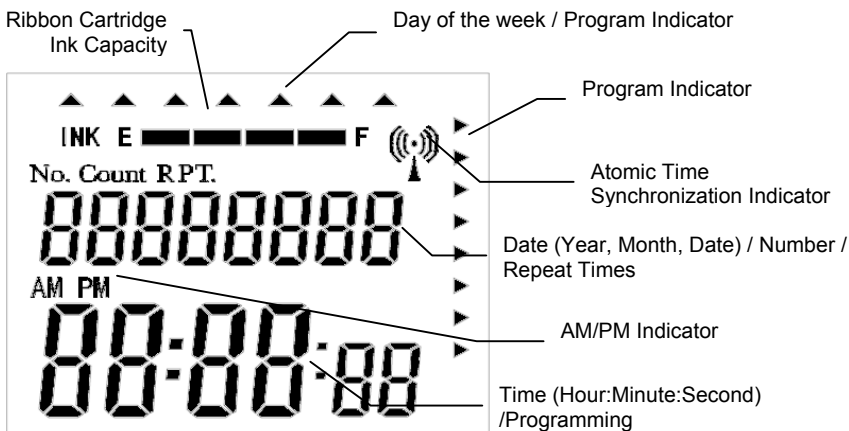 Ribbon Cartridge
Ink Capacity
Day of the week / Program Indicator
Program Indicator
INK E F
No. Count RPT.
Atomic Time
Synchronization Indicator
88888888
Date (Year, Month, Date) / Number /
Repeat Times
AM PM
AM/PM Indicator
88:88:88
Time (Hour:Minute:Second)
/Programming